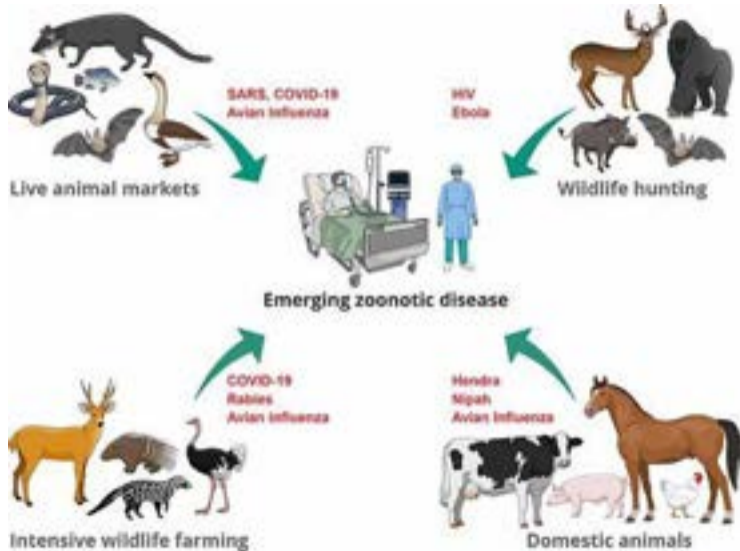 SARS, COVID-19
Avian Influenza
HIV
Ebola
Live animal markets
Wildlife hunting
Emerging zoonotic disease
COVID-19
Rabies
Avian influenza
Hendra
Nipah
Avian Influenza
Intensive wildlife farming
Domestic animals